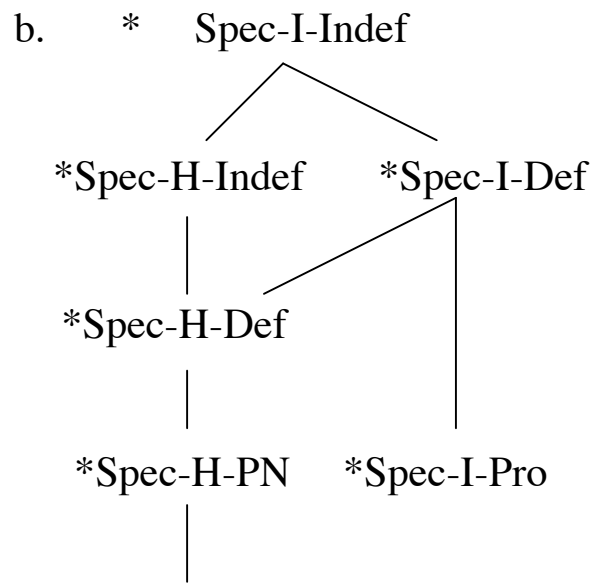 b. * Spec-I-Indef
*Spec-H-Indef *Spec-I-Def
*Spec-H-Def
*Spec-H-PN *Spec-I-Pro